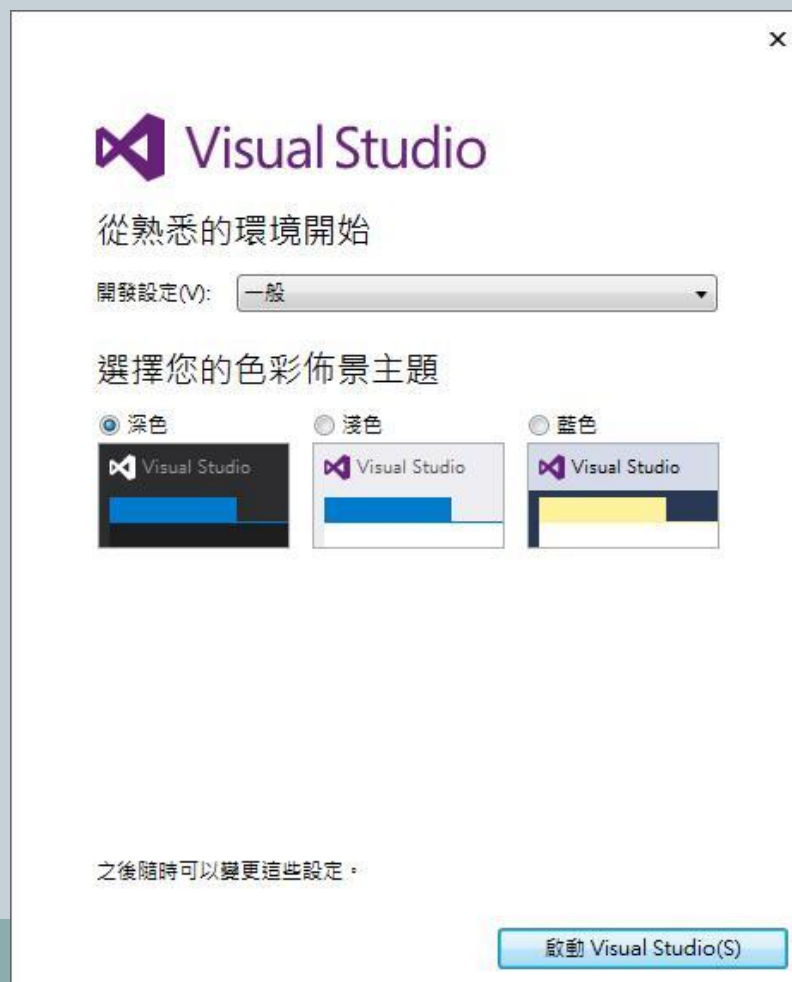 Visual Studio
從熟悉的環境開始
開發設定(V): 一般
選擇您的色彩佈景主題
深色 淺色 藍色
Visual Studio Visual Studio Visual Studio
之後隨時可以變更這些設定。
啟動 Visual Studio(S)